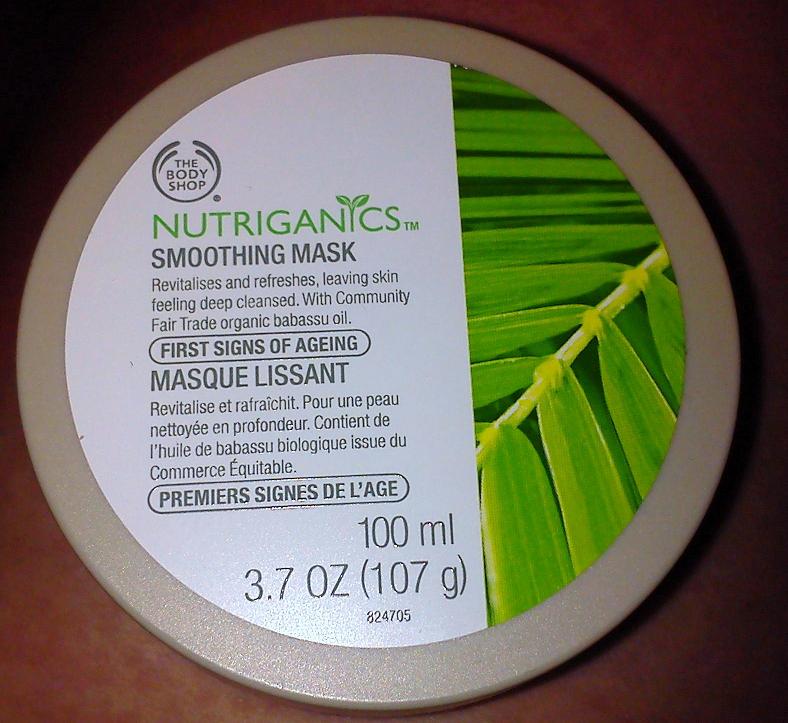 THE
BODY
SHOP
®
NUTRIGANICS™
SMOOTHING MASK
Revitalises and refreshes, leaving skin
feeling deep cleansed. With Community
Fair Trade organic babassu oil.
FIRST SIGNS OF AGEING
MASQUE LISSANT
Revitalise et rafraîchit. Pour une peau
nettoyée en profondeur. Contient de
l'huile de babassu biologique issue du
Commerce Équitable.
PREMIERS SIGNES DE L'AGE
100 ml
3.7 OZ (107 g)
824705